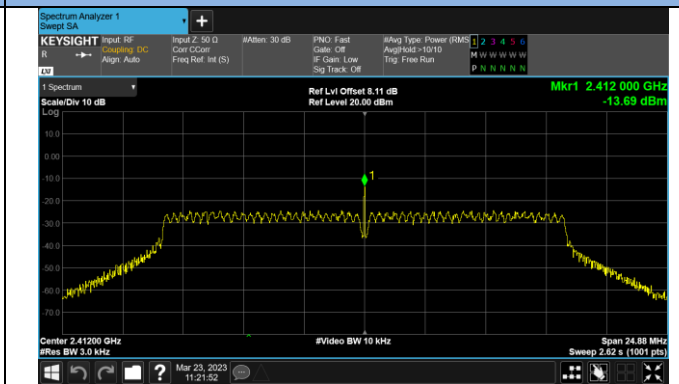 Spectrum Analyzer 1
Swept SA
+
KEYSIGHT Input: RF Input Z: 50 Ω #Atten: 30 dB PNO: Fast #Avg Type: Power (RMS 1 2 3 4 5 6
R Coupling: DC Corr CCorr Gate: Off Avg|Hold >10/10 M W W W W W
Align: Auto Freq Ref: Int (S) IF Gain: Low Trig: Free Run
Sig Track: Off P N N N N N
LXI
1 Spectrum Ref Lvl Offset 8.11 dB Mkr1 2.412 000 GHz
Scale/Div 10 dB Ref Level 20.00 dBm -13.69 dBm
Log
10.0
0.00
-10.0
1
-20.0
-30.0
-40.0
-50.0
-60.0
-70.0
Center 2.41200 GHz #Video BW 10 kHz Span 24.88 MHz
#Res BW 3.0 kHz Sweep 2.62 s (1001 pts)
? Mar 23, 2023
11:21:52